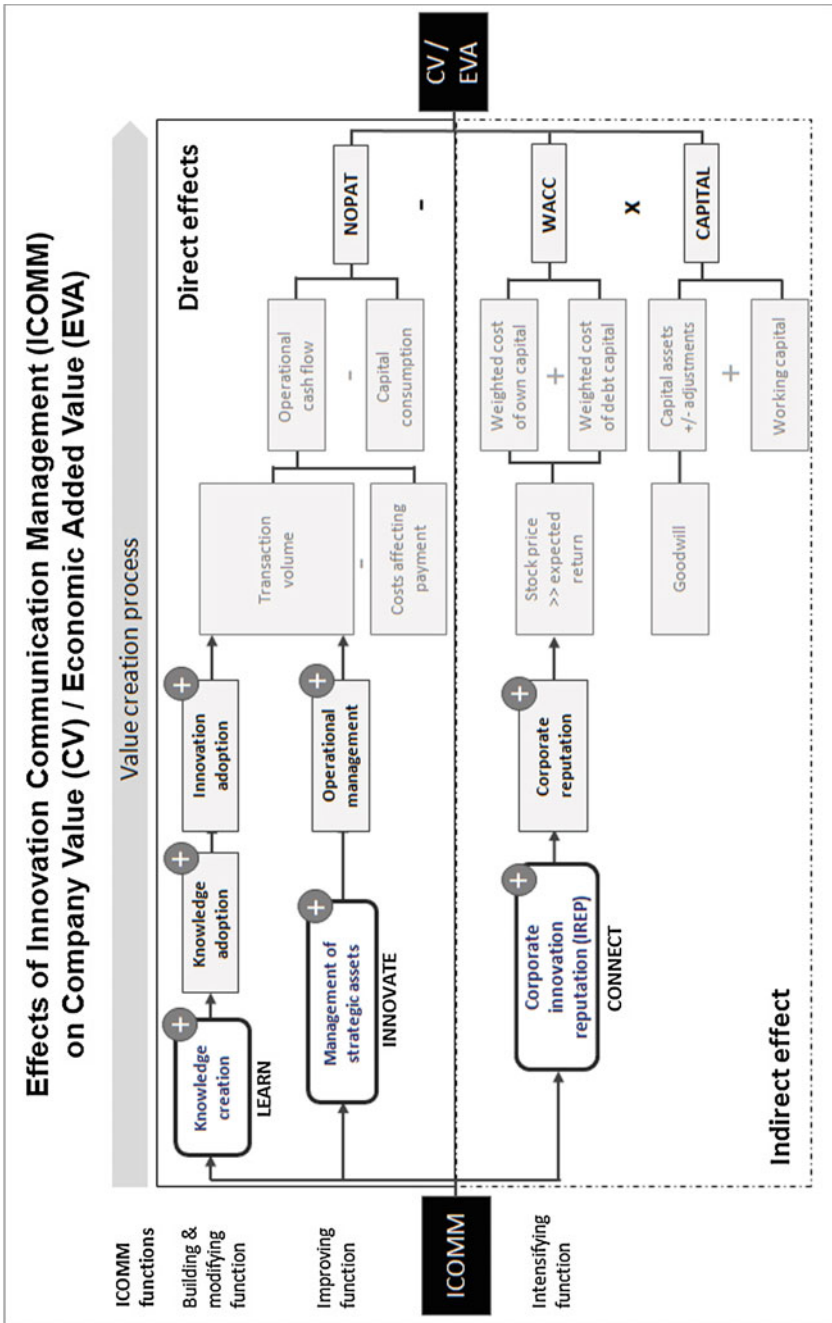 Effects of Innovation Communication Management (ICOMM)
on Company Value (CV) / Economic Added Value (EVA)
Value creation process
ICOMM
functions
Building &
modifying
function
Improving
function
ICOMM
Intensifying
function
Direct effects
Knowledge
creation
+
LEARN
Knowledge
adoption
+
Innovation
adoption
+
Management of
strategic assets
+
INNOVATE
Operational
management
+
Transaction
volume
-
Costs affecting
payment
Operational
cash flow
-
Capital
consumption
NOPAT
-
CV /
EVA
Corporate
innovation
reputation (IREP)
+
CONNECT
Corporate
reputation
+
Stock price
>> expected
return
Weighted cost
of own capital
+
Weighted cost
of debt capital
WACC
x
Goodwill
Capital assets
+/- adjustments
+
Working capital
CAPITAL
Indirect effect